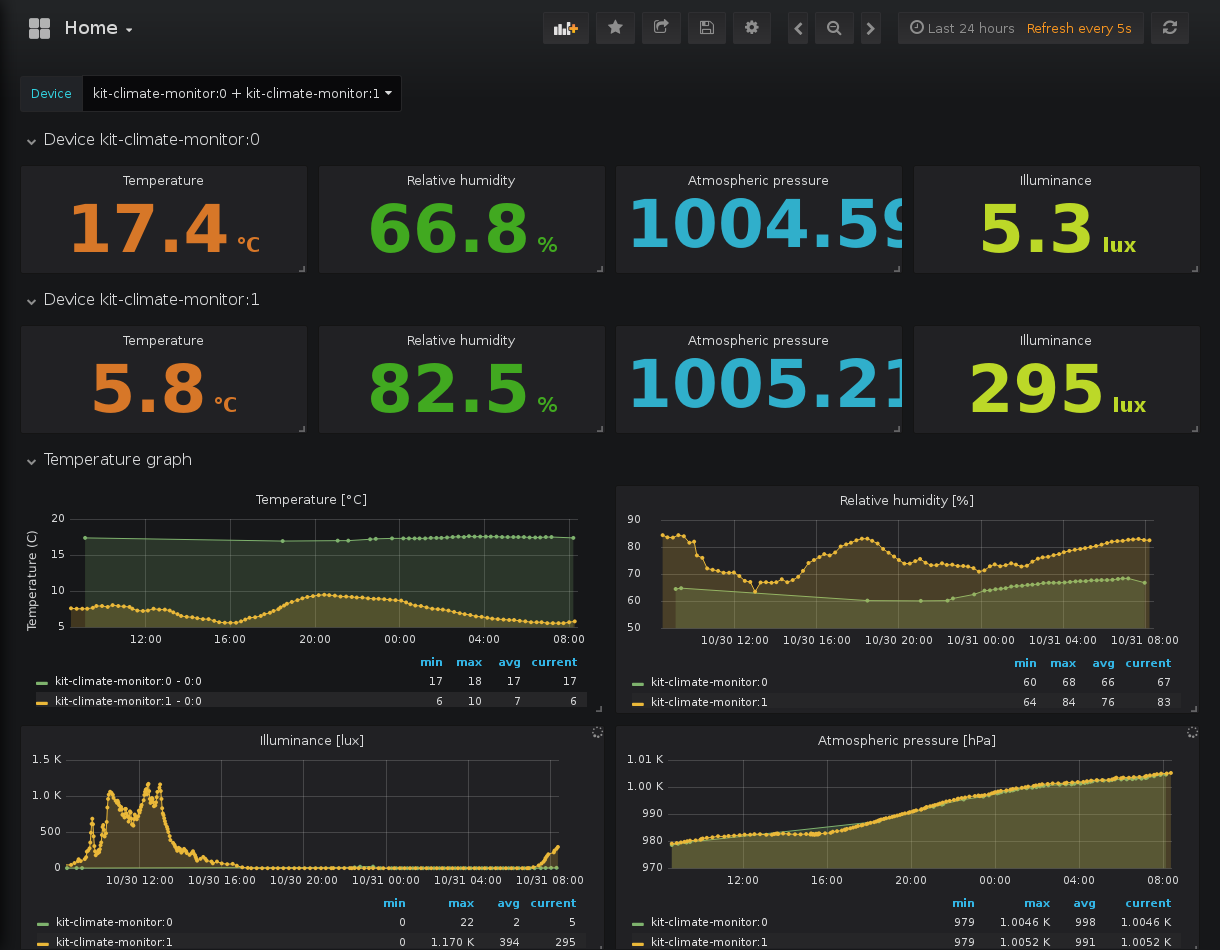 Home
Last 24 hours Refresh every 5s
Device kit-climate-monitor:0 + kit-climate-monitor:1
Device kit-climate-monitor:0
Temperature Relative humidity Atmospheric pressure Illuminance
17.4 °C 66.8 % 1004.59 5.3 lux
Device kit-climate-monitor:1
Temperature Relative humidity Atmospheric pressure Illuminance
5.8 °C 82.5 % 1005.21 295 lux
Temperature graph
Temperature [°C]
Temperature (C)
20
15
10
5
12:00 16:00 20:00 00:00 04:00 08:00
min max avg current
kit-climate-monitor:0 - 0:0 17 18 17 17
kit-climate-monitor:1 - 0:0 6 10 7 6
Relative humidity [%]
90
80
70
60
50
10/30 12:00 10/30 16:00 10/30 20:00 10/31 00:00 10/31 04:00 10/31 08:00
min max avg current
kit-climate-monitor:0 60 68 66 67
kit-climate-monitor:1 64 84 76 83
Illuminance [lux]
1.5 K
1.0 K
500
0
10/30 12:00 10/30 16:00 10/30 20:00 10/31 00:00 10/31 04:00 10/31 08:00
min max avg current
kit-climate-monitor:0 0 22 2 5
kit-climate-monitor:1 0 1.170 K 394 295
Atmospheric pressure [hPa]
1.01 K
1.00 K
990
980
970
12:00 16:00 20:00 00:00 04:00 08:00
min max avg current
kit-climate-monitor:0 979 1.0046 K 998 1.0046 K
kit-climate-monitor:1 979 1.0052 K 991 1.0052 K